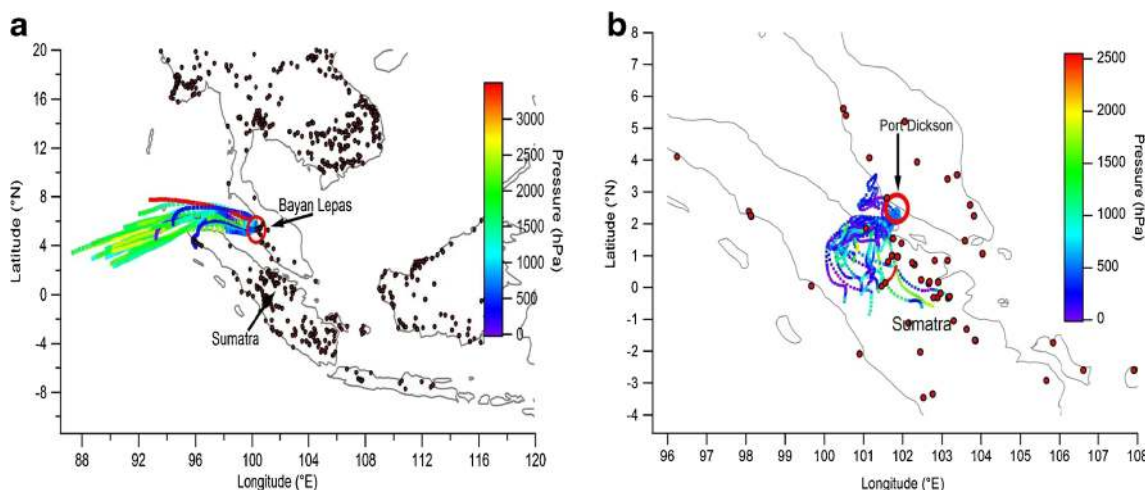 a
20
16
12
8
4
0
-4
-8
Latitude (°N)
88 92 96 100 104 108 112 116 120
Longitude (°E)
Bayan Lepas
Sumatra
3000
2500
2000
1500
1000
500
0
Pressure (hPa)
b
8
7
6
5
4
3
2
1
0
-1
-2
-3
-4
Latitude (°N)
96 97 98 99 100 101 102 103 104 105 106 107 108
Longitude (°E)
Port Dickson
Sumatra
2500
2000
1500
1000
500
0
Pressure (hPa)